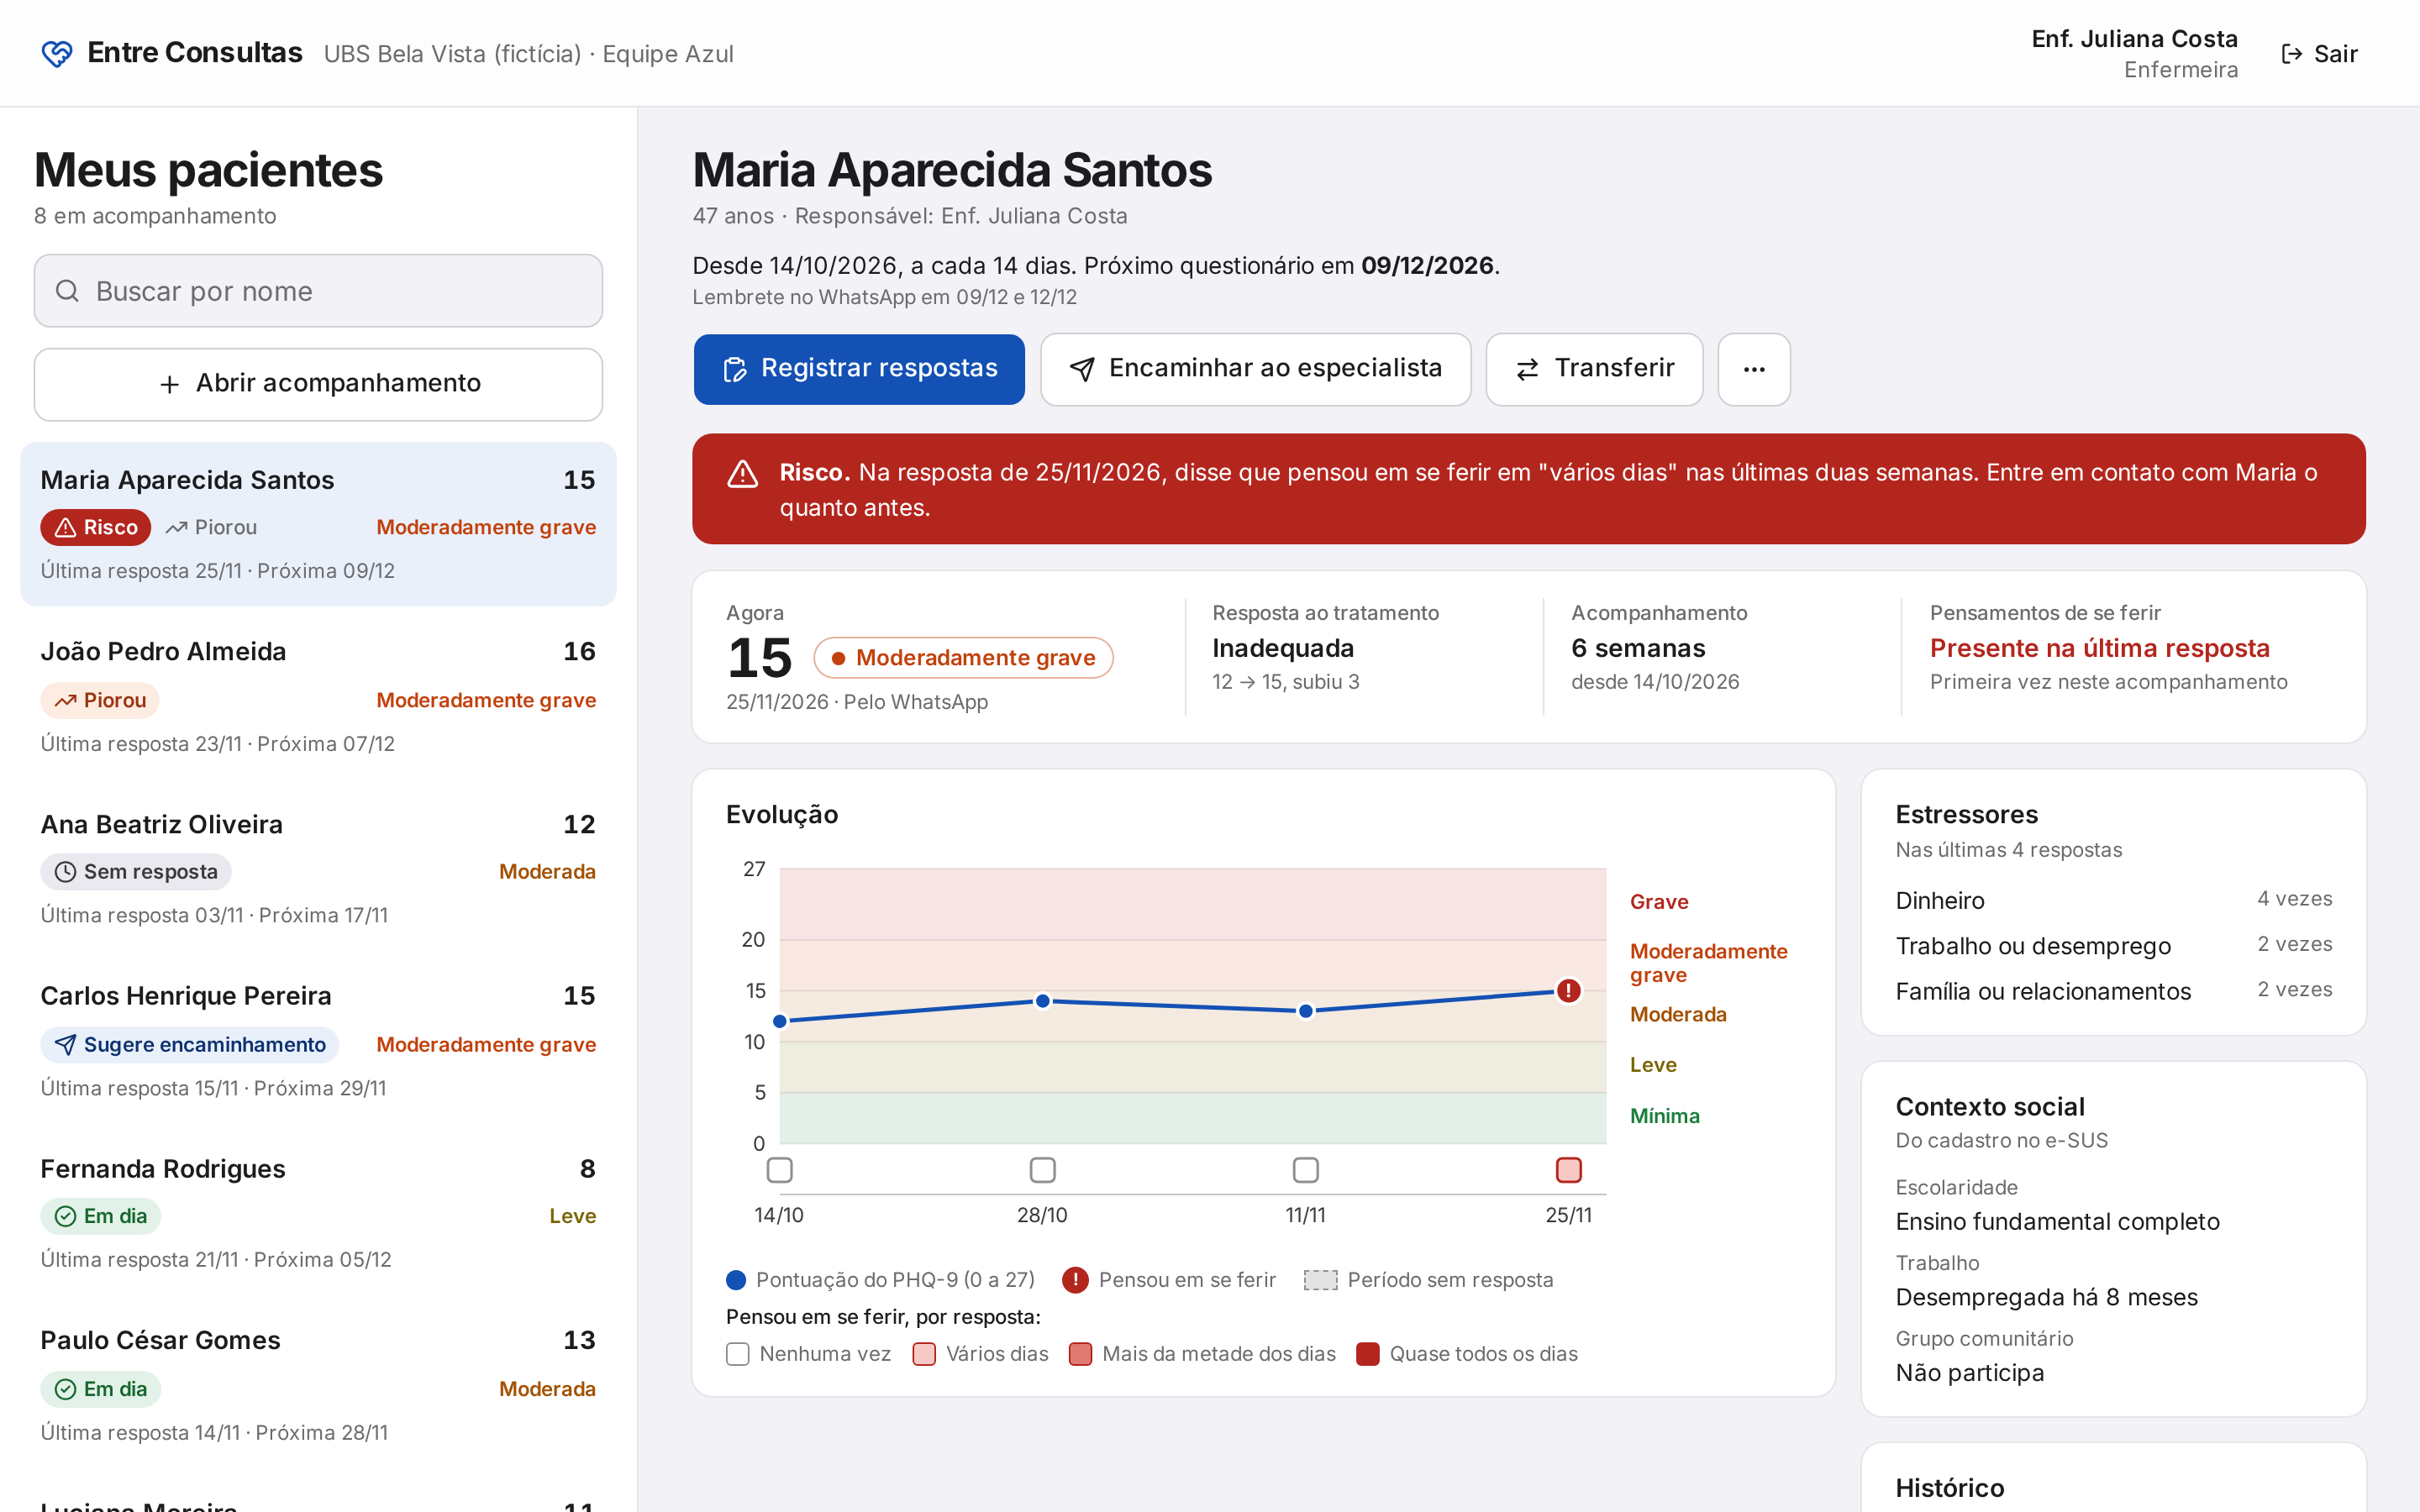 Entre Consultas UBS Bela Vista (fictícia) · Equipe Azul
Enf. Juliana Costa
Enfermeira
Sair
Meus pacientes
8 em acompanhamento
Buscar por nome
Abrir acompanhamento
Maria Aparecida Santos 15
Risco Piorou Moderadamente grave
Última resposta 25/11 · Próxima 09/12
João Pedro Almeida 16
Piorou Moderadamente grave
Última resposta 23/11 · Próxima 07/12
Ana Beatriz Oliveira 12
Sem resposta Moderada
Última resposta 03/11 · Próxima 17/11
Carlos Henrique Pereira 15
Sugere encaminhamento Moderadamente grave
Última resposta 15/11 · Próxima 29/11
Fernanda Rodrigues 8
Em dia Leve
Última resposta 21/11 · Próxima 05/12
Paulo César Gomes 13
Em dia Moderada
Última resposta 14/11 · Próxima 28/11
Maria Aparecida Santos
47 anos · Responsável: Enf. Juliana Costa
Desde 14/10/2026, a cada 14 dias. Próximo questionário em 09/12/2026.
Lembrete no WhatsApp em 09/12 e 12/12
Registrar respostas Encaminhar ao especialista Transferir ...
Risco. Na resposta de 25/11/2026, disse que pensou em se ferir em "vários dias" nas últimas duas semanas. Entre em contato com Maria o
quanto antes.
Agora
15 Moderadamente grave
25/11/2026 · Pelo WhatsApp
Resposta ao tratamento
Inadequada
12 → 15, subiu 3
Acompanhamento
6 semanas
desde 14/10/2026
Pensamentos de se ferir
Presente na última resposta
Primeira vez neste acompanhamento
Evolução
27
20
15
10
5
0
Grave
Moderadamente
grave
Moderada
Leve
Mínima
!
14/10 28/10 11/11 25/11
Pontuação do PHQ-9 (0 a 27) ! Pensou em se ferir Período sem resposta
Pensou em se ferir, por resposta:
Nenhuma vez Vários dias Mais da metade dos dias Quase todos os dias
Estressores
Nas últimas 4 respostas
Dinheiro 4 vezes
Trabalho ou desemprego 2 vezes
Família ou relacionamentos 2 vezes
Contexto social
Do cadastro no e-SUS
Escolaridade
Ensino fundamental completo
Trabalho
Desempregada há 8 meses
Grupo comunitário
Não participa
Histórico